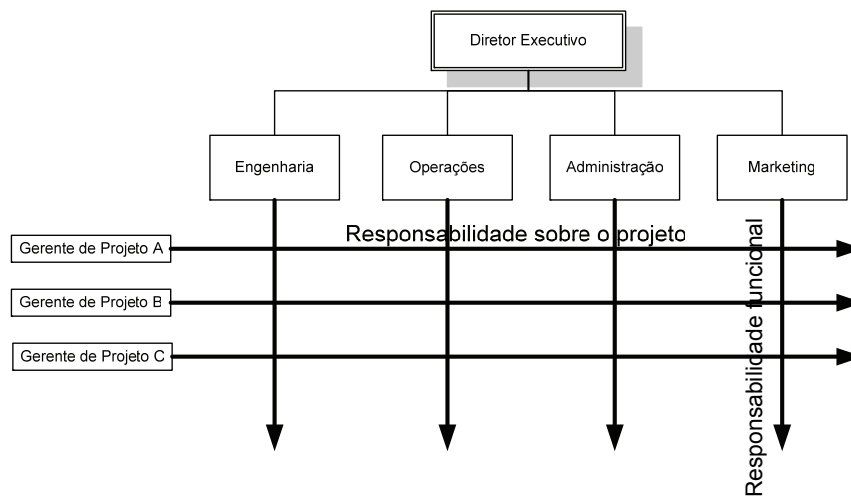 Diretor Executivo
Engenharia
Operações
Administração
Marketing
Responsabilidade sobre o projeto
Gerente de Projeto A
Gerente de Projeto B
Gerente de Projeto C
Responsabilidade funcional